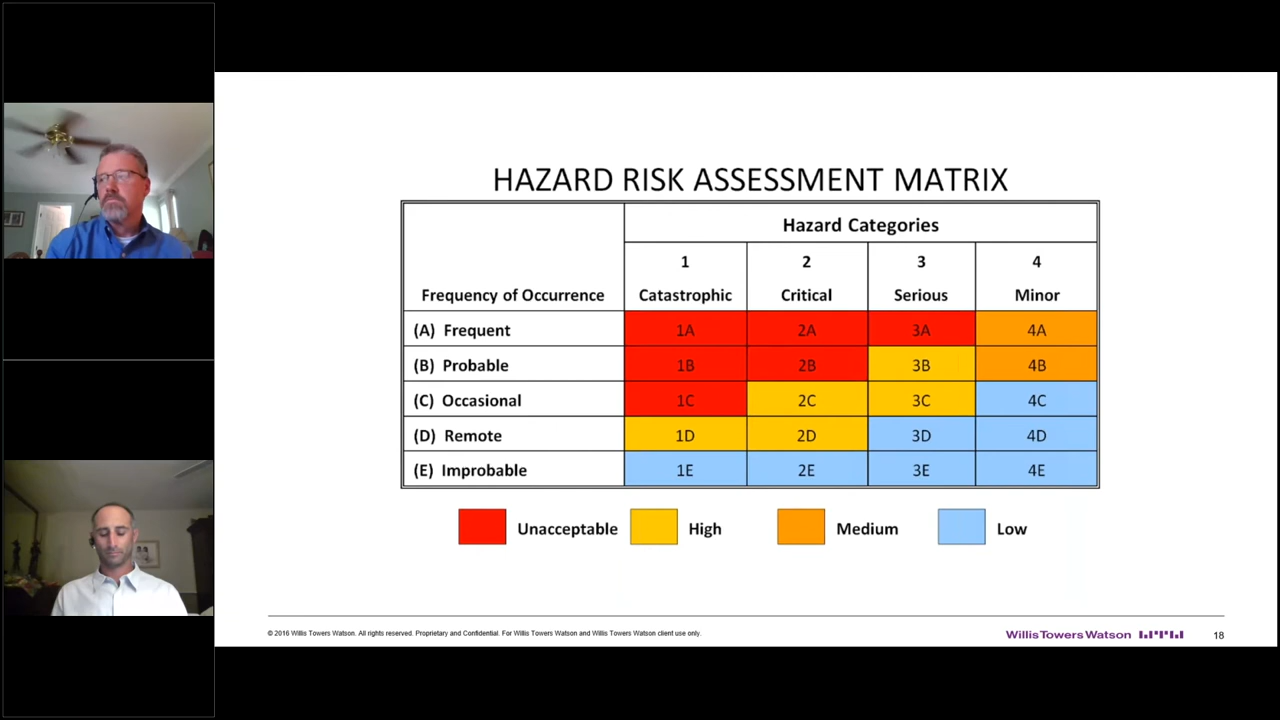 HAZARD RISK ASSESSMENT MATRIX
Hazard Categories
1 2 3 4
Frequency of Occurrence Catastrophic Critical Serious Minor
(A) Frequent 1A 2A 3A 4A
(B) Probable 1B 2B 3B 4B
(C) Occasional 1C 2C 3C 4C
(D) Remote 1D 2D 3D 4D
(E) Improbable 1E 2E 3E 4E
Unacceptable High Medium Low
© 2016 Willis Towers Watson. All rights reserved. Proprietary and Confidential. For Willis Towers Watson and Willis Towers Watson client use only.
Willis Towers Watson 18